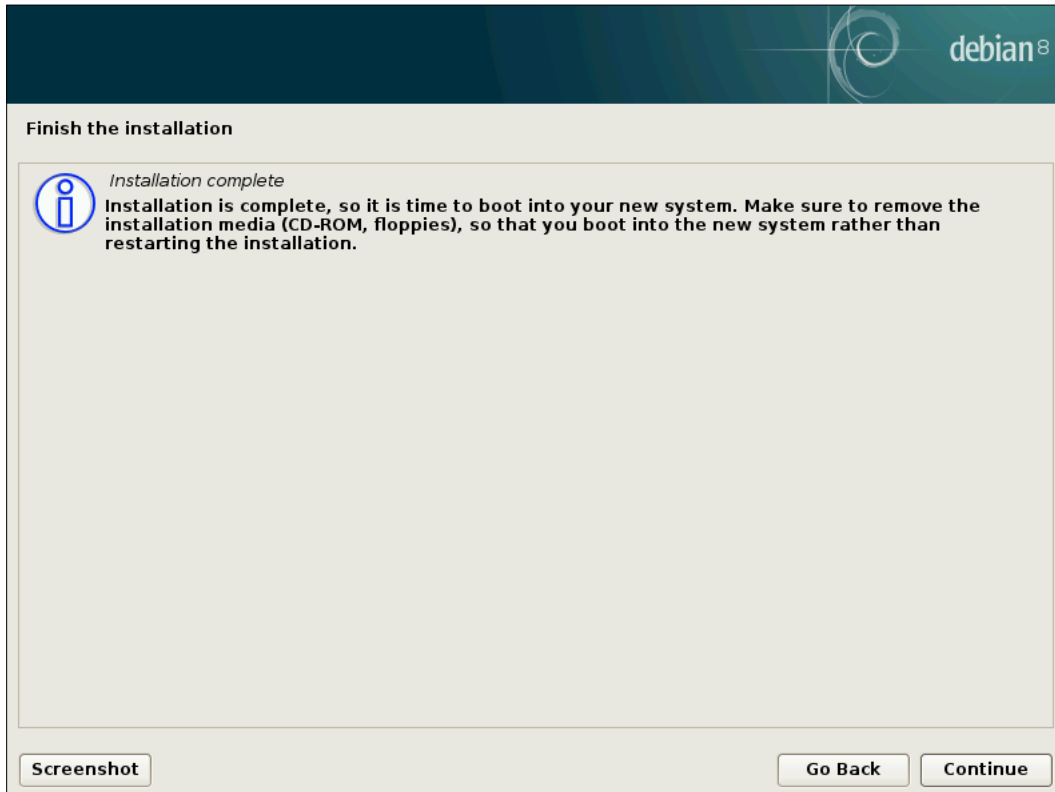 debian 8
Finish the installation
Installation complete
Installation is complete, so it is time to boot into your new system. Make sure to remove the
installation media (CD-ROM, floppies), so that you boot into the new system rather than
restarting the installation.
Screenshot
Go Back
Continue